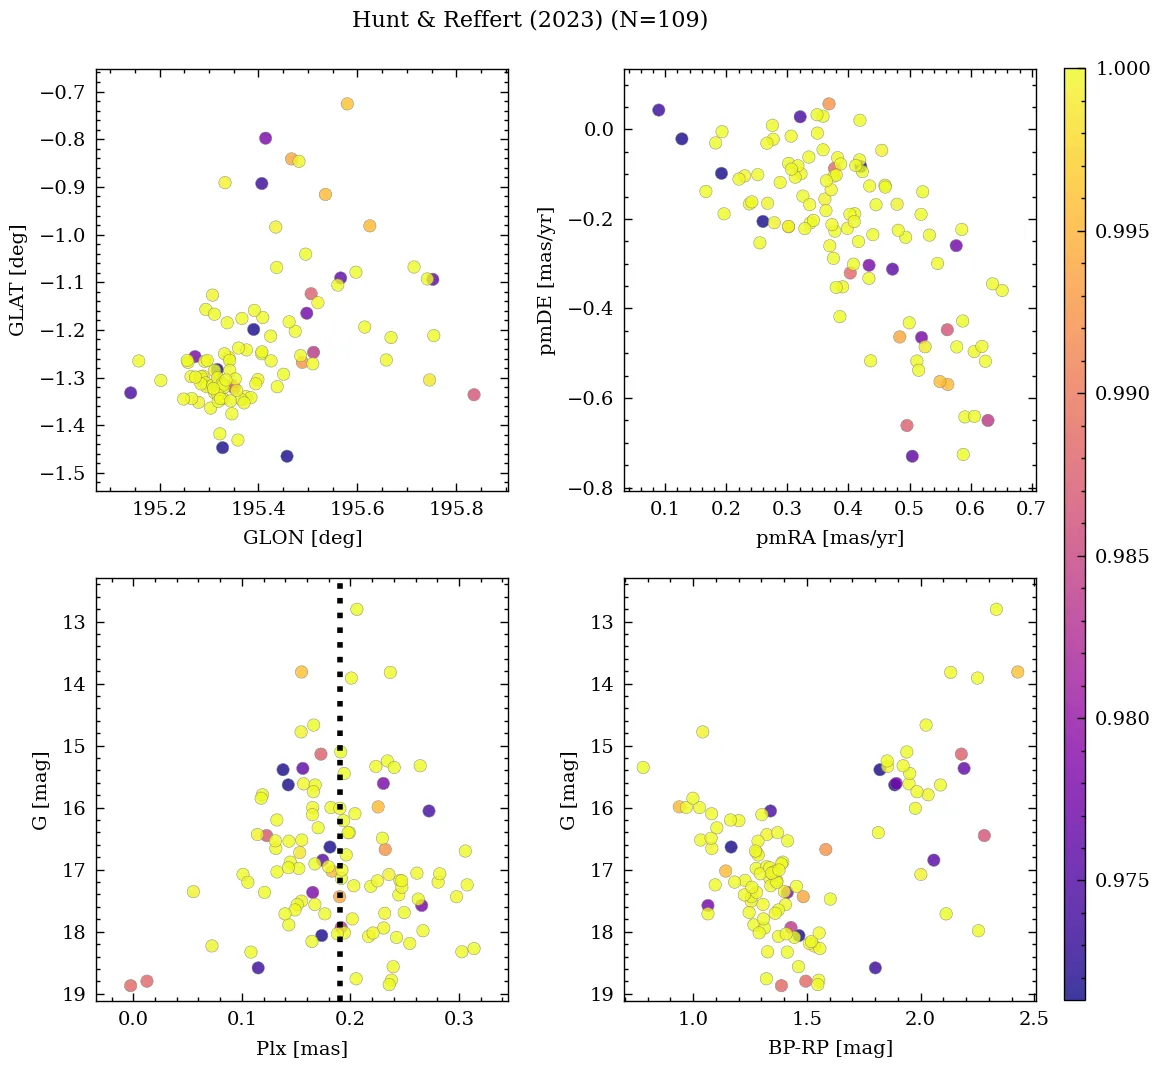 Hunt & Reffert (2023) (N=109)
−0.7
−0.8
−0.9
−1.0
−1.1
−1.2
−1.3
−1.4
−1.5
GLAT [deg]
195.2 195.4 195.6 195.8
GLON [deg]
0.0
−0.2
−0.4
−0.6
−0.8
pmDE [mas/yr]
0.1 0.2 0.3 0.4 0.5 0.6 0.7
pmRA [mas/yr]
13
14
15
16
17
18
19
G [mag]
0.0 0.1 0.2 0.3
Plx [mas]
13
14
15
16
17
18
19
G [mag]
1.0 1.5 2.0 2.5
BP-RP [mag]
1.000
0.995
0.990
0.985
0.980
0.975